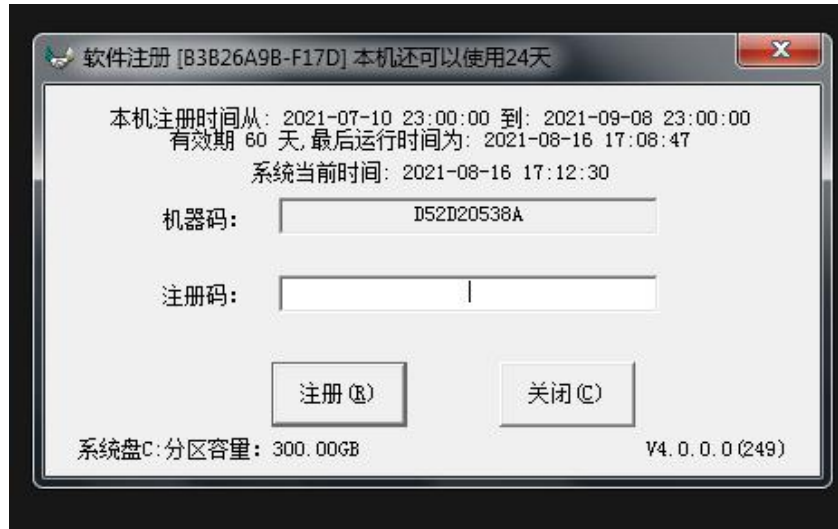 软件注册 [B3B26A9B-F17D] 本机还可以使用24天
本机注册时间从: 2021-07-10 23:00:00 到: 2021-09-08 23:00:00
有效期 60 天,最后运行时间为: 2021-08-16 17:08:47
系统当前时间: 2021-08-16 17:12:30
机器码: D52D20538A
注册码:
注册(R) 关闭(C)
系统盘C:分区容量: 300.00GB V4.0.0.0(249)